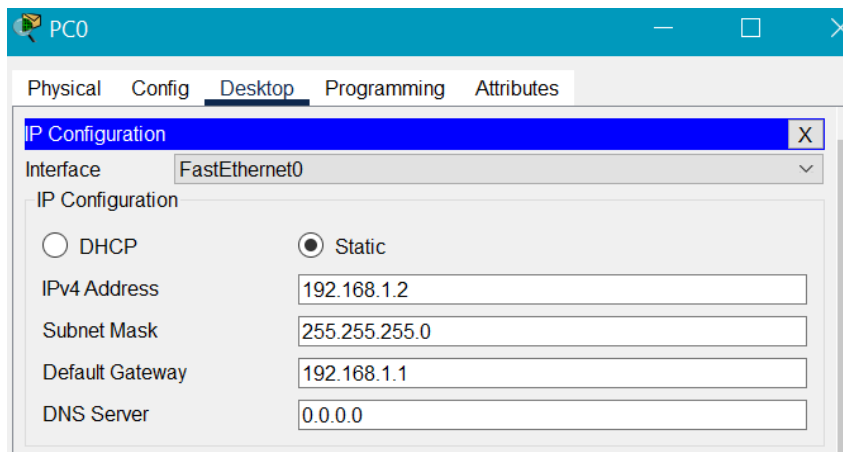 PC0
Physical Config Desktop Programming Attributes
IP Configuration X
Interface FastEthernet0
IP Configuration
DHCP Static
IPv4 Address 192.168.1.2
Subnet Mask 255.255.255.0
Default Gateway 192.168.1.1
DNS Server 0.0.0.0